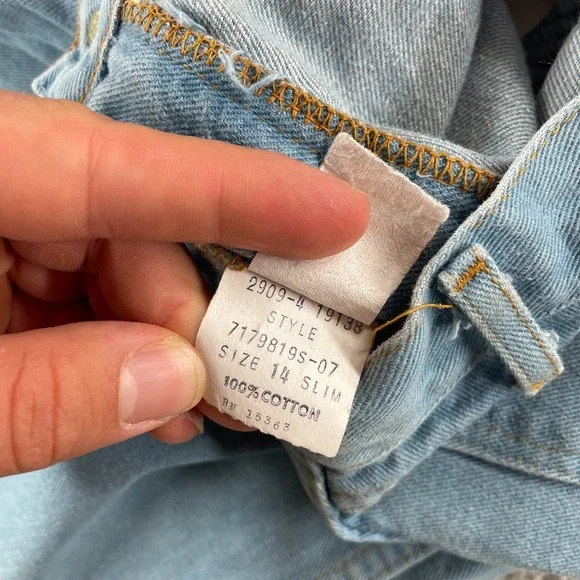 2909-4 19138
STYLE
7179819S-07
SIZE 14 SLIM
100% COTTON
RN 15363